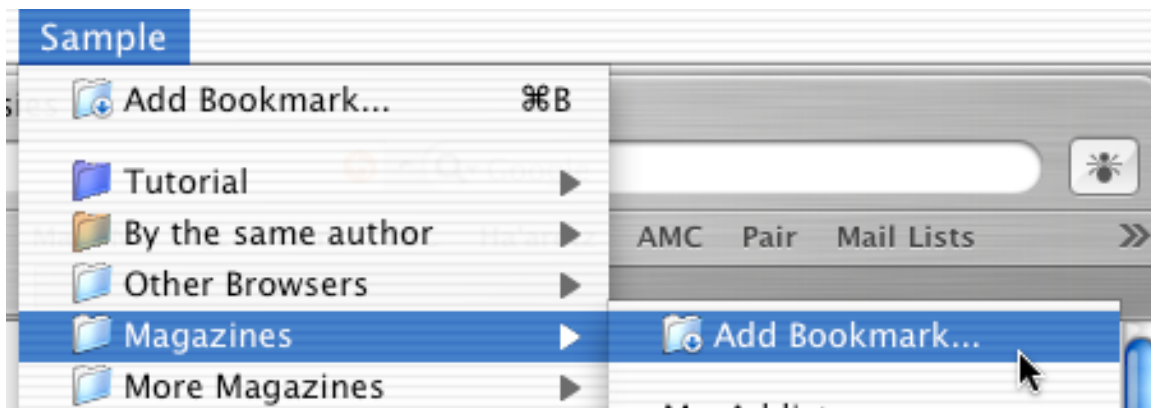 Sample
Add Bookmark... ⌘B
Tutorial
By the same author
AMC Pair Mail Lists
Other Browsers
Magazines
Add Bookmark...
More Magazines